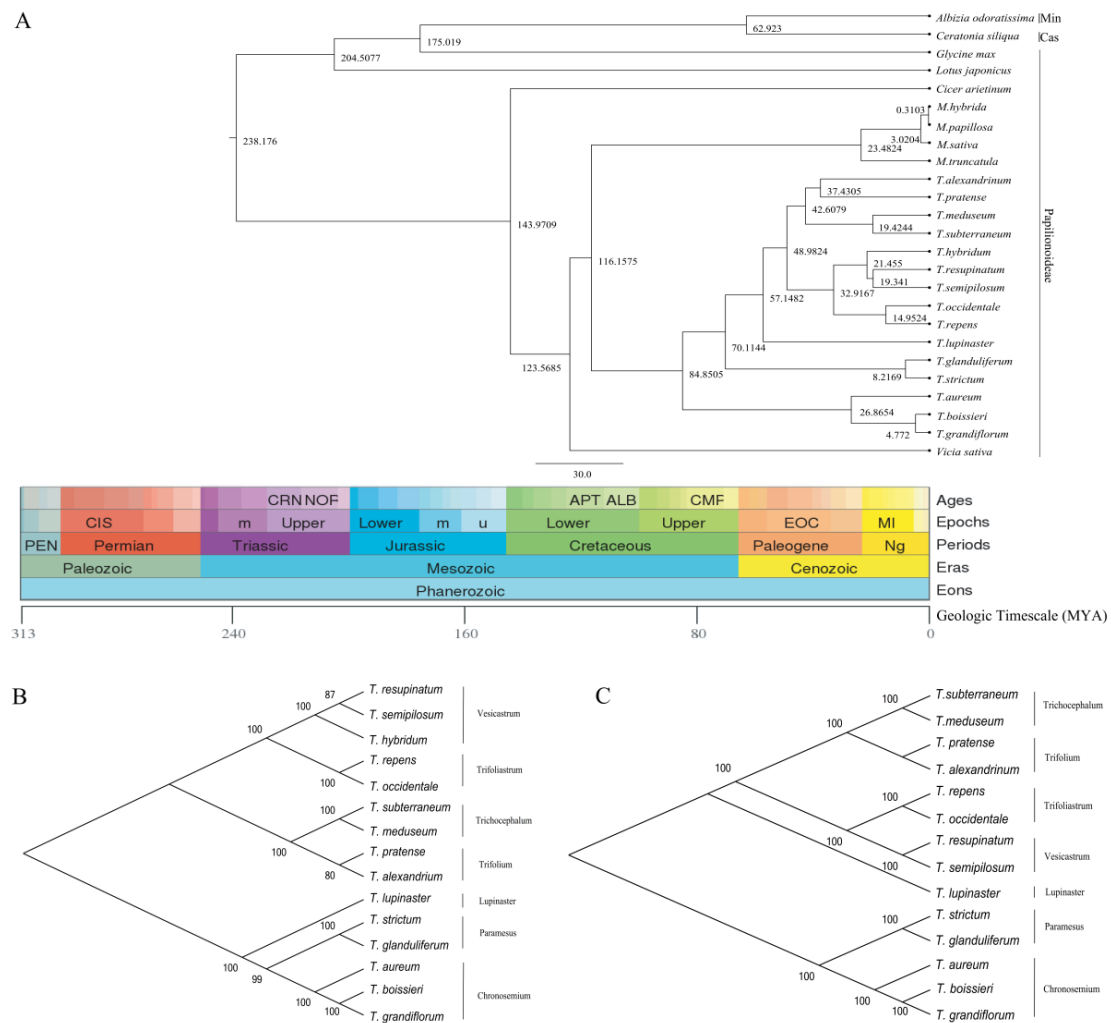 A
Albizia odoratissima
Min
62.923
Ceratonia siliqua
Cas
175.019
Glycine max
204.5077
Lotus japonicus
Cicer arietinum
M.hybrida
0.3103
M.papillosa
238.176
3.0204
M.sativa
23.4824
M.truncatula
T.alexandrinum
37.4305
T.pratense
42.6079
T.meduseum
143.9709
19.4244
T.subterraneum
Papilionoideae
48.9824
T.hybridum
116.1575
21.455
T.resupinatum
32.9167
19.341
T.semipilosum
57.1482
T.occidentale
14.9524
T.repens
70.1144
T.lupinaster
123.5685
T.glanduliferum
84.8505
8.2169
T.strictum
T.aureum
26.8654
T.boissieri
4.772
T.grandiflorum
Vicia sativa
30.0
CRN NOF APT ALB CMF Ages
CIS m Upper Lower m u Lower Upper EOC MI Epochs
PEN Permian Triassic Jurassic Cretaceous Paleogene Ng Periods
Paleozoic Mesozoic Cenozoic Eras
Phanerozoic Eons
Geologic Timescale (MYA)
313 240 160 80 0
B
87
T. resupinatum
T. semipilosum
Vesicastrum
100
100
T. hybridum
T. repens
Trifoliastrum
100
T. occidentale
T. subterraneum
100
Trichocephalum
T. meduseum
100
T. pratense
Trifolium
80
T. alexandrium
T. lupinaster
Lupinaster
100
T. strictum
Paramesus
T. glanduliferum
100
99
T. aureum
T. boissieri
Chronosemium
100
100
T. grandiflorum
C
100
T.subterraneum
Trichocephalum
100
T.meduseum
T. pratense
Trifolium
100
T. alexandrinum
100
T. repens
100
Trifoliastrum
100
T. occidentale
T. resupinatum
Vesicastrum
100
100
T. semipilosum
T. lupinaster
Lupinaster
T. strictum
100
Paramesus
T. glanduliferum
100
T. aureum
T. boissieri
Chronosemium
100
100
T. grandiflorum